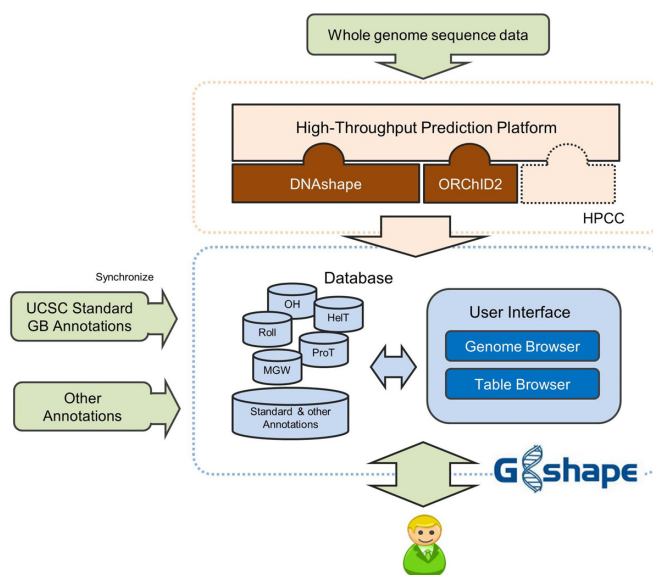 Whole genome sequence data
High-Throughput Prediction Platform
DNAshape
ORChID2
HPCC
Synchronize
Database
UCSC Standard
GB Annotations
OH
HelT
Roll
ProT
MGW
User Interface
Genome Browser
Table Browser
Other
Annotations
Standard & other
Annotations
G shape